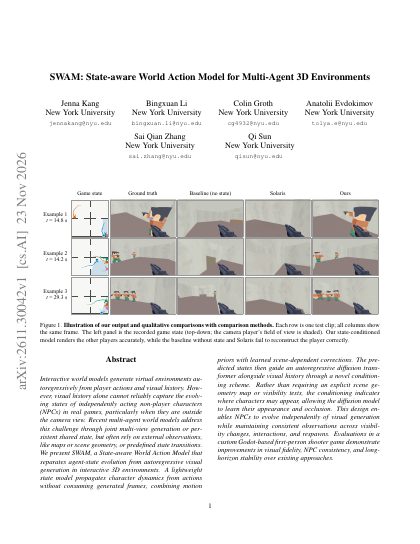 SWAM: State-aware World Action Model for Multi-Agent 3D Environments
Jenna Kang
New York University
jennakang@nyu.edu
Bingxuan Li
New York University
bingxuan.li@nyu.edu
Colin Groth
New York University
cg4932@nyu.edu
Anatolii Evdokimov
New York University
tolya.e@nyu.edu
Sai Qian Zhang
New York University
sai.zhang@nyu.edu
Qi Sun
New York University
qisun@nyu.edu
arXiv:2611.30042v1 [cs.AI] 23 Nov 2026
Game state
Ground truth
Baseline (no state)
Solaris
Ours
Example 1
t = 14.8 s
Example 2
t = 14.2 s
Example 3
t = 29.3 s
Figure 1. Illustration of our output and qualitative comparisons with comparison methods. Each row is one test clip; all columns show
the same frame. The left panel is the recorded game state (top-down; the camera player's field of view is shaded). Our state-conditioned
model renders the other players accurately, while the baseline without state and Solaris fail to reconstruct the player correctly.
Abstract
Interactive world models generate virtual environments au-
toregressively from player actions and visual history. How-
ever, visual history alone cannot reliably capture the evolv-
ing states of independently acting non-player characters
(NPCs) in real games, particularly when they are outside
the camera view. Recent multi-agent world models address
this challenge through joint multi-view generation or per-
sistent shared state, but often rely on external observations,
like maps or scene geometry, or predefined state transitions.
We present SWAM, a State-aware World Action Model that
separates agent-state evolution from autoregressive visual
generation in interactive 3D environments. A lightweight
state model propagates character dynamics from actions
without consuming generated frames, combining motion
priors with learned scene-dependent corrections. The pre-
dicted states then guide an autoregressive diffusion trans-
former alongside visual history through a novel condition-
ing scheme. Rather than requiring an explicit scene ge-
ometry map or visibility tests, the conditioning indicates
where characters may appear, allowing the diffusion model
to learn their appearance and occlusion. This design en-
ables NPCs to evolve independently of visual generation
while maintaining consistent observations across visibil-
ity changes, interactions, and respawns. Evaluations in a
custom Godot-based first-person shooter game demonstrate
improvements in visual fidelity, NPC consistency, and long-
horizon stability over existing approaches.
1